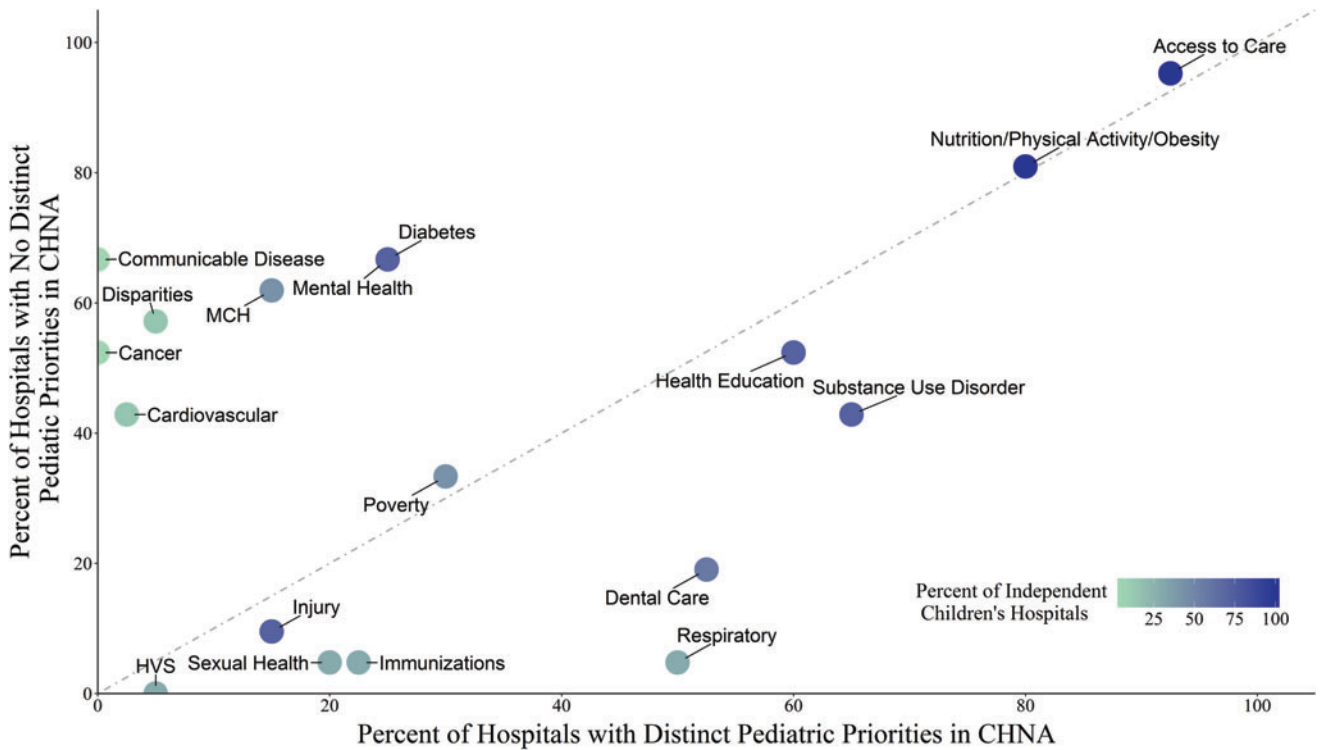 Percent of Hospitals with No Distinct
Pediatic Priorities in CHNA
100
80
60
40
20
0
Access to Care
Nutrition/Physical Activity/Obesity
Diabetes
Communicable Disease
Mental Health
Disparities
MCH
Cancer
Health Education
Substance Use Disorder
Cardiovascular
Poverty
Dental Care
Injury
Respiratory
HVS
Sexual Health
Immunizations
Percent of Independent
Children's Hospitals
25 50 75 100
0 20 40 60 80 100
Percent of Hospitals with Distinct Pediatric Priorities in CHNA